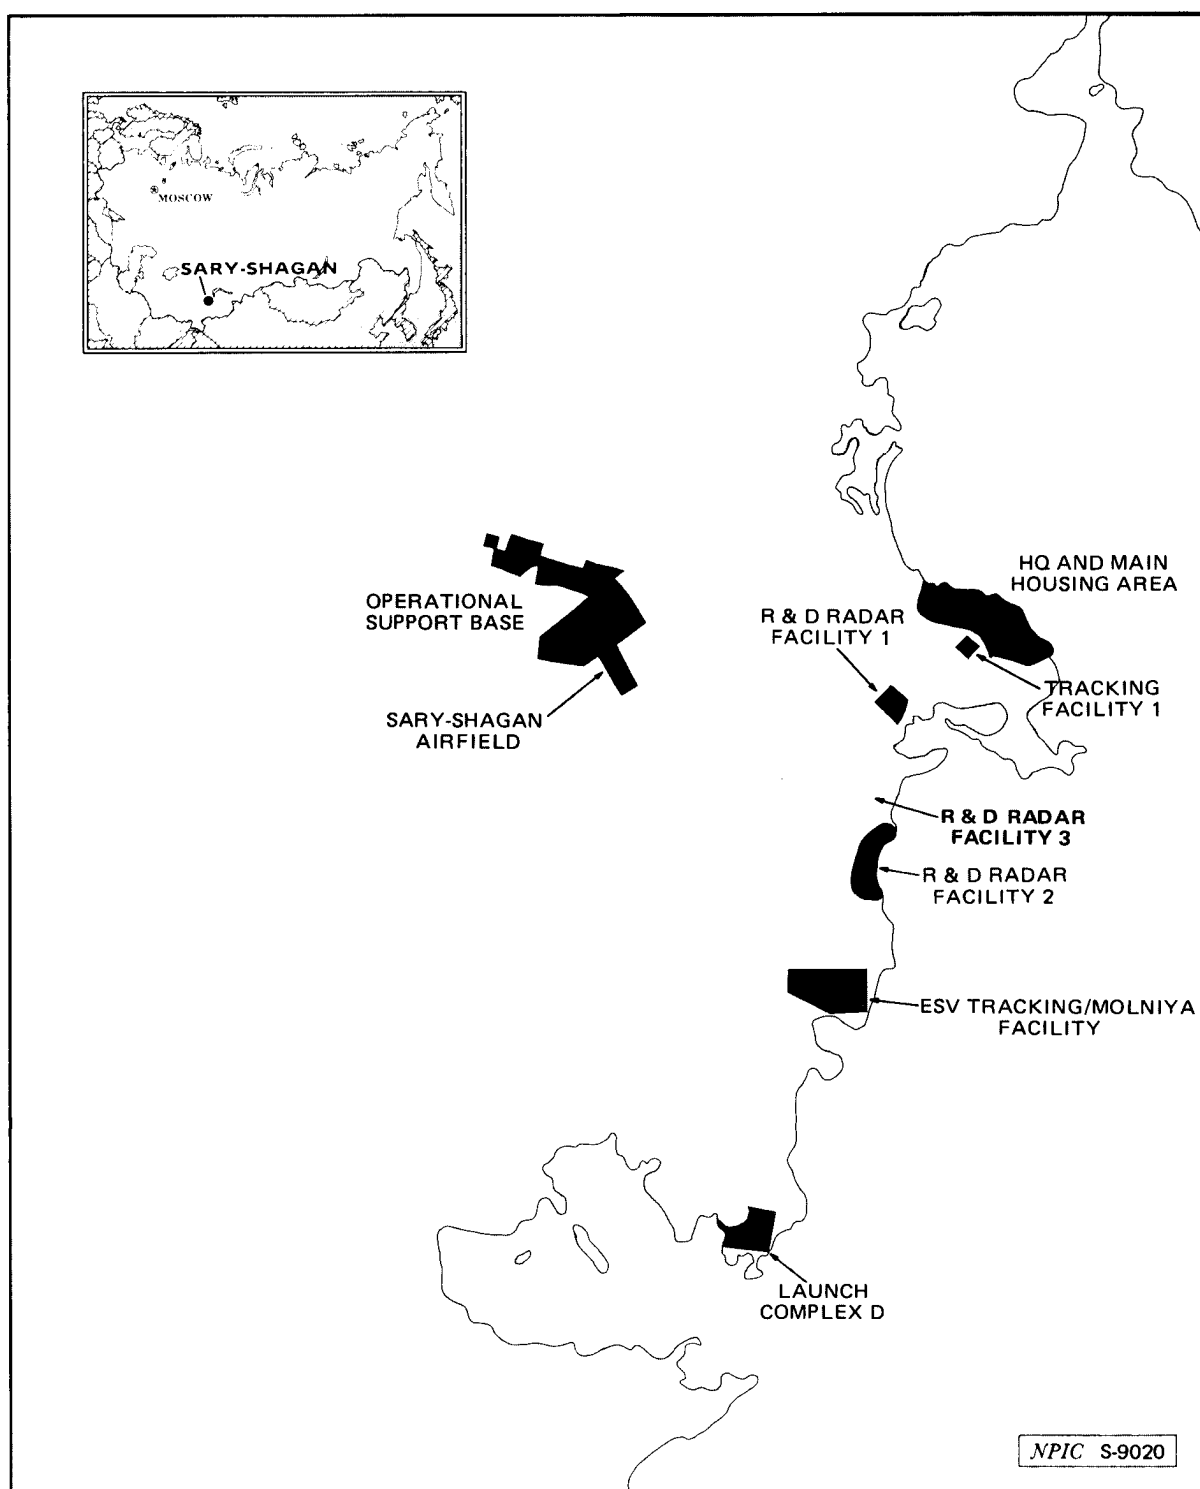 MOSCOW
SARY-SHAGAN
HQ AND MAIN
HOUSING AREA
OPERATIONAL
SUPPORT BASE
R & D RADAR
FACILITY 1
TRACKING
FACILITY 1
SARY-SHAGAN
AIRFIELD
R & D RADAR
FACILITY 3
R & D RADAR
FACILITY 2
ESV TRACKING/MOLNIYA
FACILITY
LAUNCH
COMPLEX D
NPIC S-9020